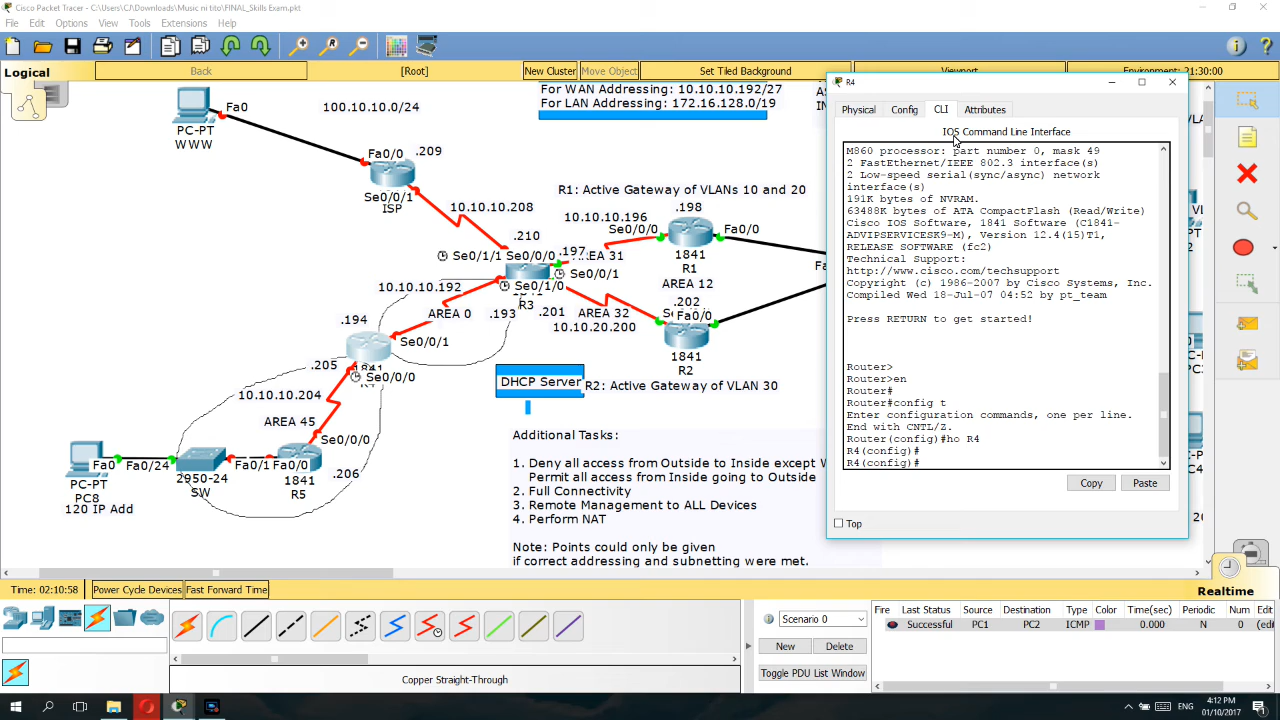 Cisco Packet Tracer - C:\Users\CJ\Downloads\Music ni tito\FINAL_Skills Exam.pkt
File Edit Options View Tools Extensions Help
Logical
Back
[Root]
New Cluster
Move Object
Set Tiled Background
Viewport
Environment: 21:30:00
For WAN Addressing: 10.10.10.192/27
For LAN Addressing: 172.16.128.0/19
100.10.10.0/24
Fa0
PC-PT
WWW
Fa0/0
.209
Se0/0/1
ISP
10.10.10.208
.210
R1: Active Gateway of VLANs 10 and 20
10.10.10.196
.198
Se0/0/0
Fa0/0
1841
R1
AREA 12
Se0/1/1
Se0/0/0
.197
AREA 31
Se0/0/1
Se0/1/0
R3
10.10.10.192
.193
.201
AREA 32
10.10.20.200
.202
Fa0/0
1841
R2
AREA 0
.194
Se0/0/1
1841
Se0/0/0
.205
10.10.10.204
AREA 45
Se0/0/0
.206
DHCP Server
R2: Active Gateway of VLAN 30
Fa0
PC-PT
PC8
120 IP Add
Fa0/24
2950-24
SW
Fa0/1
Fa0/0
1841
R5
Additional Tasks:
1. Deny all access from Outside to Inside except
Permit all access from Inside going to Outside
2. Full Connectivity
3. Remote Management to ALL Devices
4. Perform NAT
Note: Points could only be given
if correct addressing and subnetting were met.
R4
Physical
Config
CLI
Attributes
IOS Command Line Interface
M860 processor: part number 0, mask 49
2 FastEthernet/IEEE 802.3 interface(s)
2 Low-speed serial(sync/async) network
interface(s)
191K bytes of NVRAM.
63488K bytes of ATA CompactFlash (Read/Write)
Cisco IOS Software, 1841 Software (C1841-
ADVIPSERVICESK9-M), Version 12.4(15)T1,
RELEASE SOFTWARE (fc2)
Technical Support:
http://www.cisco.com/techsupport
Copyright (c) 1986-2007 by Cisco Systems, Inc.
Compiled Wed 18-Jul-07 04:52 by pt_team
Press RETURN to get started!
Router>
Router>en
Router#
Router#config t
Enter configuration commands, one per line.
End with CNTL/Z.
Router(config)#ho R4
R4(config)#
R4(config)#
Copy
Paste
Top
Time: 02:10:58
Power Cycle Devices
Fast Forward Time
Realtime
Scenario 0
New
Delete
Toggle PDU List Window
Copper Straight-Through
Fire Last Status Source Destination Type Color Time(sec) Periodic Num Edit
Successful PC1 PC2 ICMP 0.000 N 0 (edi
ENG
4:12 PM
01/10/2017